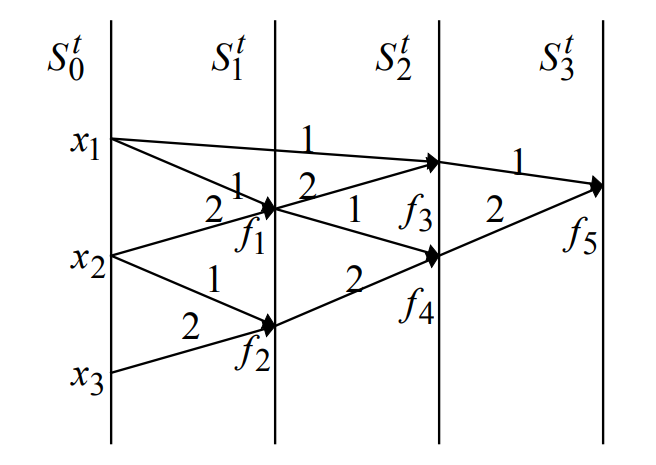 S_0^t S_1^t S_2^t S_3^t
x_1 1 1
1 2
2 f_1 1 f_3 2 f_5
x_2 1 2 f_4
2 f_2
x_3